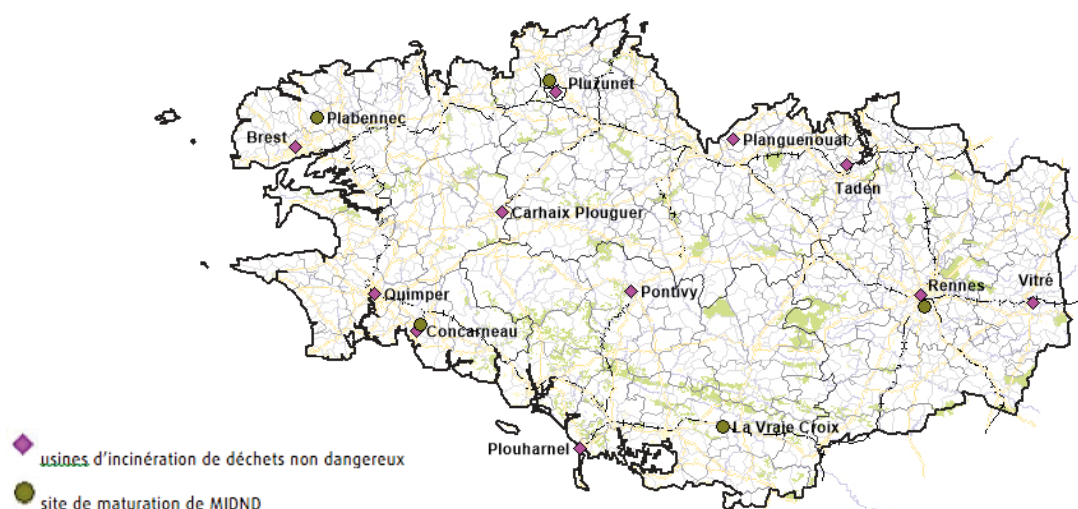 Pluzunet
Plabennec
Brest
Planguenoual
Taden
Carhaix Plouguer
Quimper
Pontivy
Rennes
Vitré
Concarneau
La Vraie Croix
Plouharnel
usines d'incinération de déchets non dangereux
site de maturation de MIDND